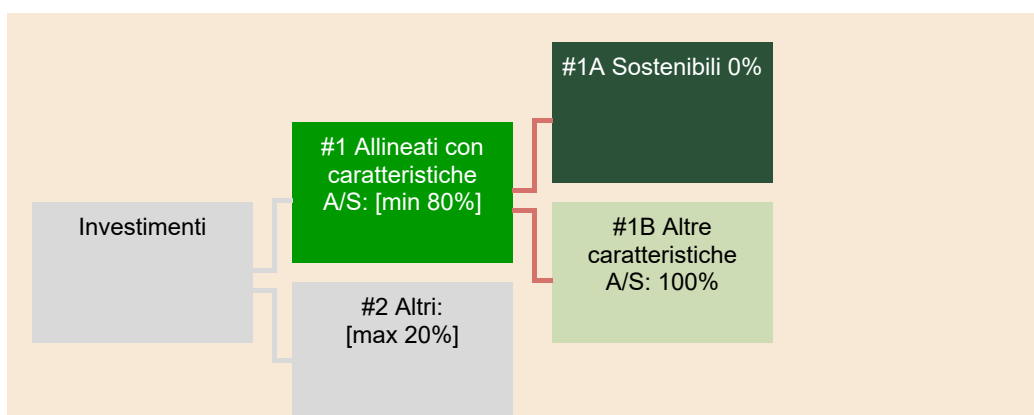 Investimenti
#1 Allineati con
caratteristiche
A/S: [min 80%]
#2 Altri:
[max 20%]
#1A Sostenibili 0%
#1B Altre
caratteristiche
A/S: 100%